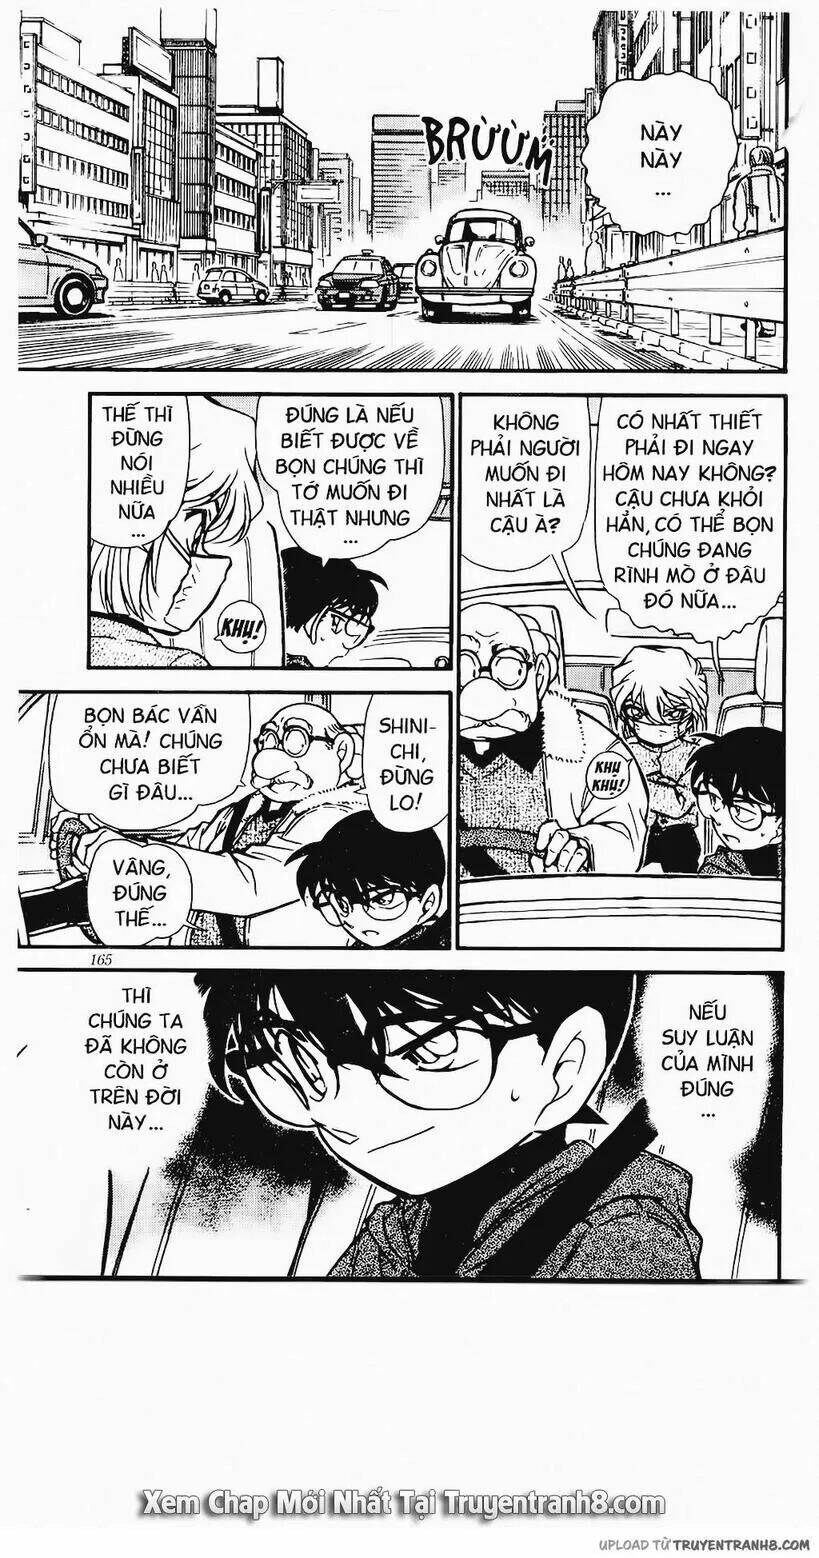 BRỪỪM
NÀY
NÀY
...
CÓ NHẤT THIẾT
PHẢI ĐI NGAY
HÔM NAY KHÔNG?
CẬU CHƯA KHỎI
HẲN, CÓ THỂ BỌN
CHÚNG ĐANG
RÌNH MÒ Ở ĐÂU
ĐÓ NỮA...
KHÔNG
PHẢI NGƯỜI
MUỐN ĐI
NHẤT LÀ
CẬU À?
KHỤ
KHỤ!
ĐÚNG LÀ NẾU
BIẾT ĐƯỢC VỀ
BỌN CHÚNG THÌ
TỚ MUỐN ĐI
THẬT NHƯNG
...
THẾ THÌ
ĐỪNG
NÓI
NHIỀU
NỮA
...
KHỤ!
SHINI-
CHI,
ĐỪNG
LO!
BỌN BÁC VẪN
ỔN MÀ! CHÚNG
CHƯA BIẾT
GÌ ĐÂU...
VÂNG,
ĐÚNG
THẾ...
165
NẾU
SUY LUẬN
CỦA MÌNH
ĐÚNG
...
THÌ
CHÚNG TA
ĐÃ KHÔNG
CÒN Ở
TRÊN ĐỜI
NÀY...
Xem Chap Mới Nhất Tại Truyentranh8.com
UPLOAD TỪ TRUYENTRANH8.COM